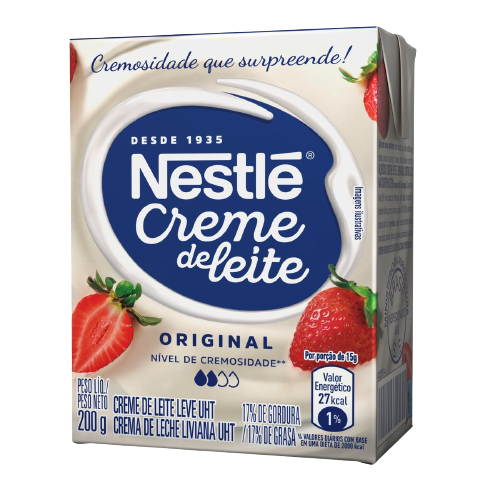 Cremosidade que surpreende!
DESDE 1935
Nestlé®
Creme
de leite
Imagens ilustrativas
ORIGINAL
NÍVEL DE CREMOSIDADE**
Por porção de 15g
Valor
Energético
27 kcal
1%
PESO LÍQ./
PESO NETO
200 g
CREME DE LEITE LEVE UHT
CREMA DE LECHE LIVIANA UHT
17% DE GORDURA
/17% DE GRASA
% VALORES DIÁRIOS COM BASE
EM UMA DIETA DE 2000 kcal